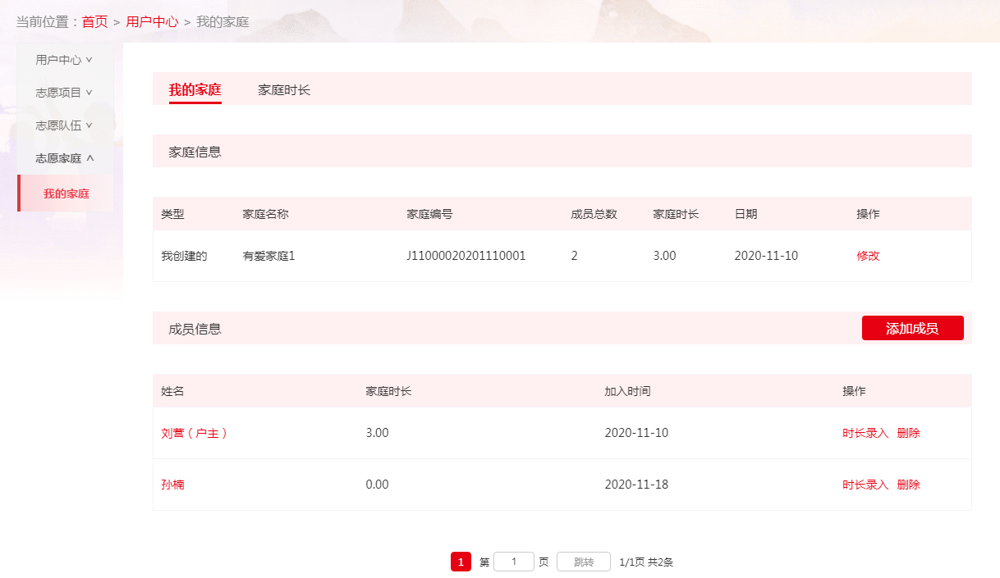 当前位置：首页 > 用户中心 > 我的家庭
用户中心
志愿项目
志愿队伍
志愿家庭
我的家庭
我的家庭 家庭时长
家庭信息
类型 家庭名称 家庭编号 成员总数 家庭时长 日期 操作
我创建的 有爱家庭1 J11000020201110001 2 3.00 2020-11-10 修改
成员信息 添加成员
姓名 家庭时长 加入时间 操作
刘营（户主） 3.00 2020-11-10 时长录入 删除
孙楠 0.00 2020-11-18 时长录入 删除
1 第 1 页 跳转 1/1页 共2条